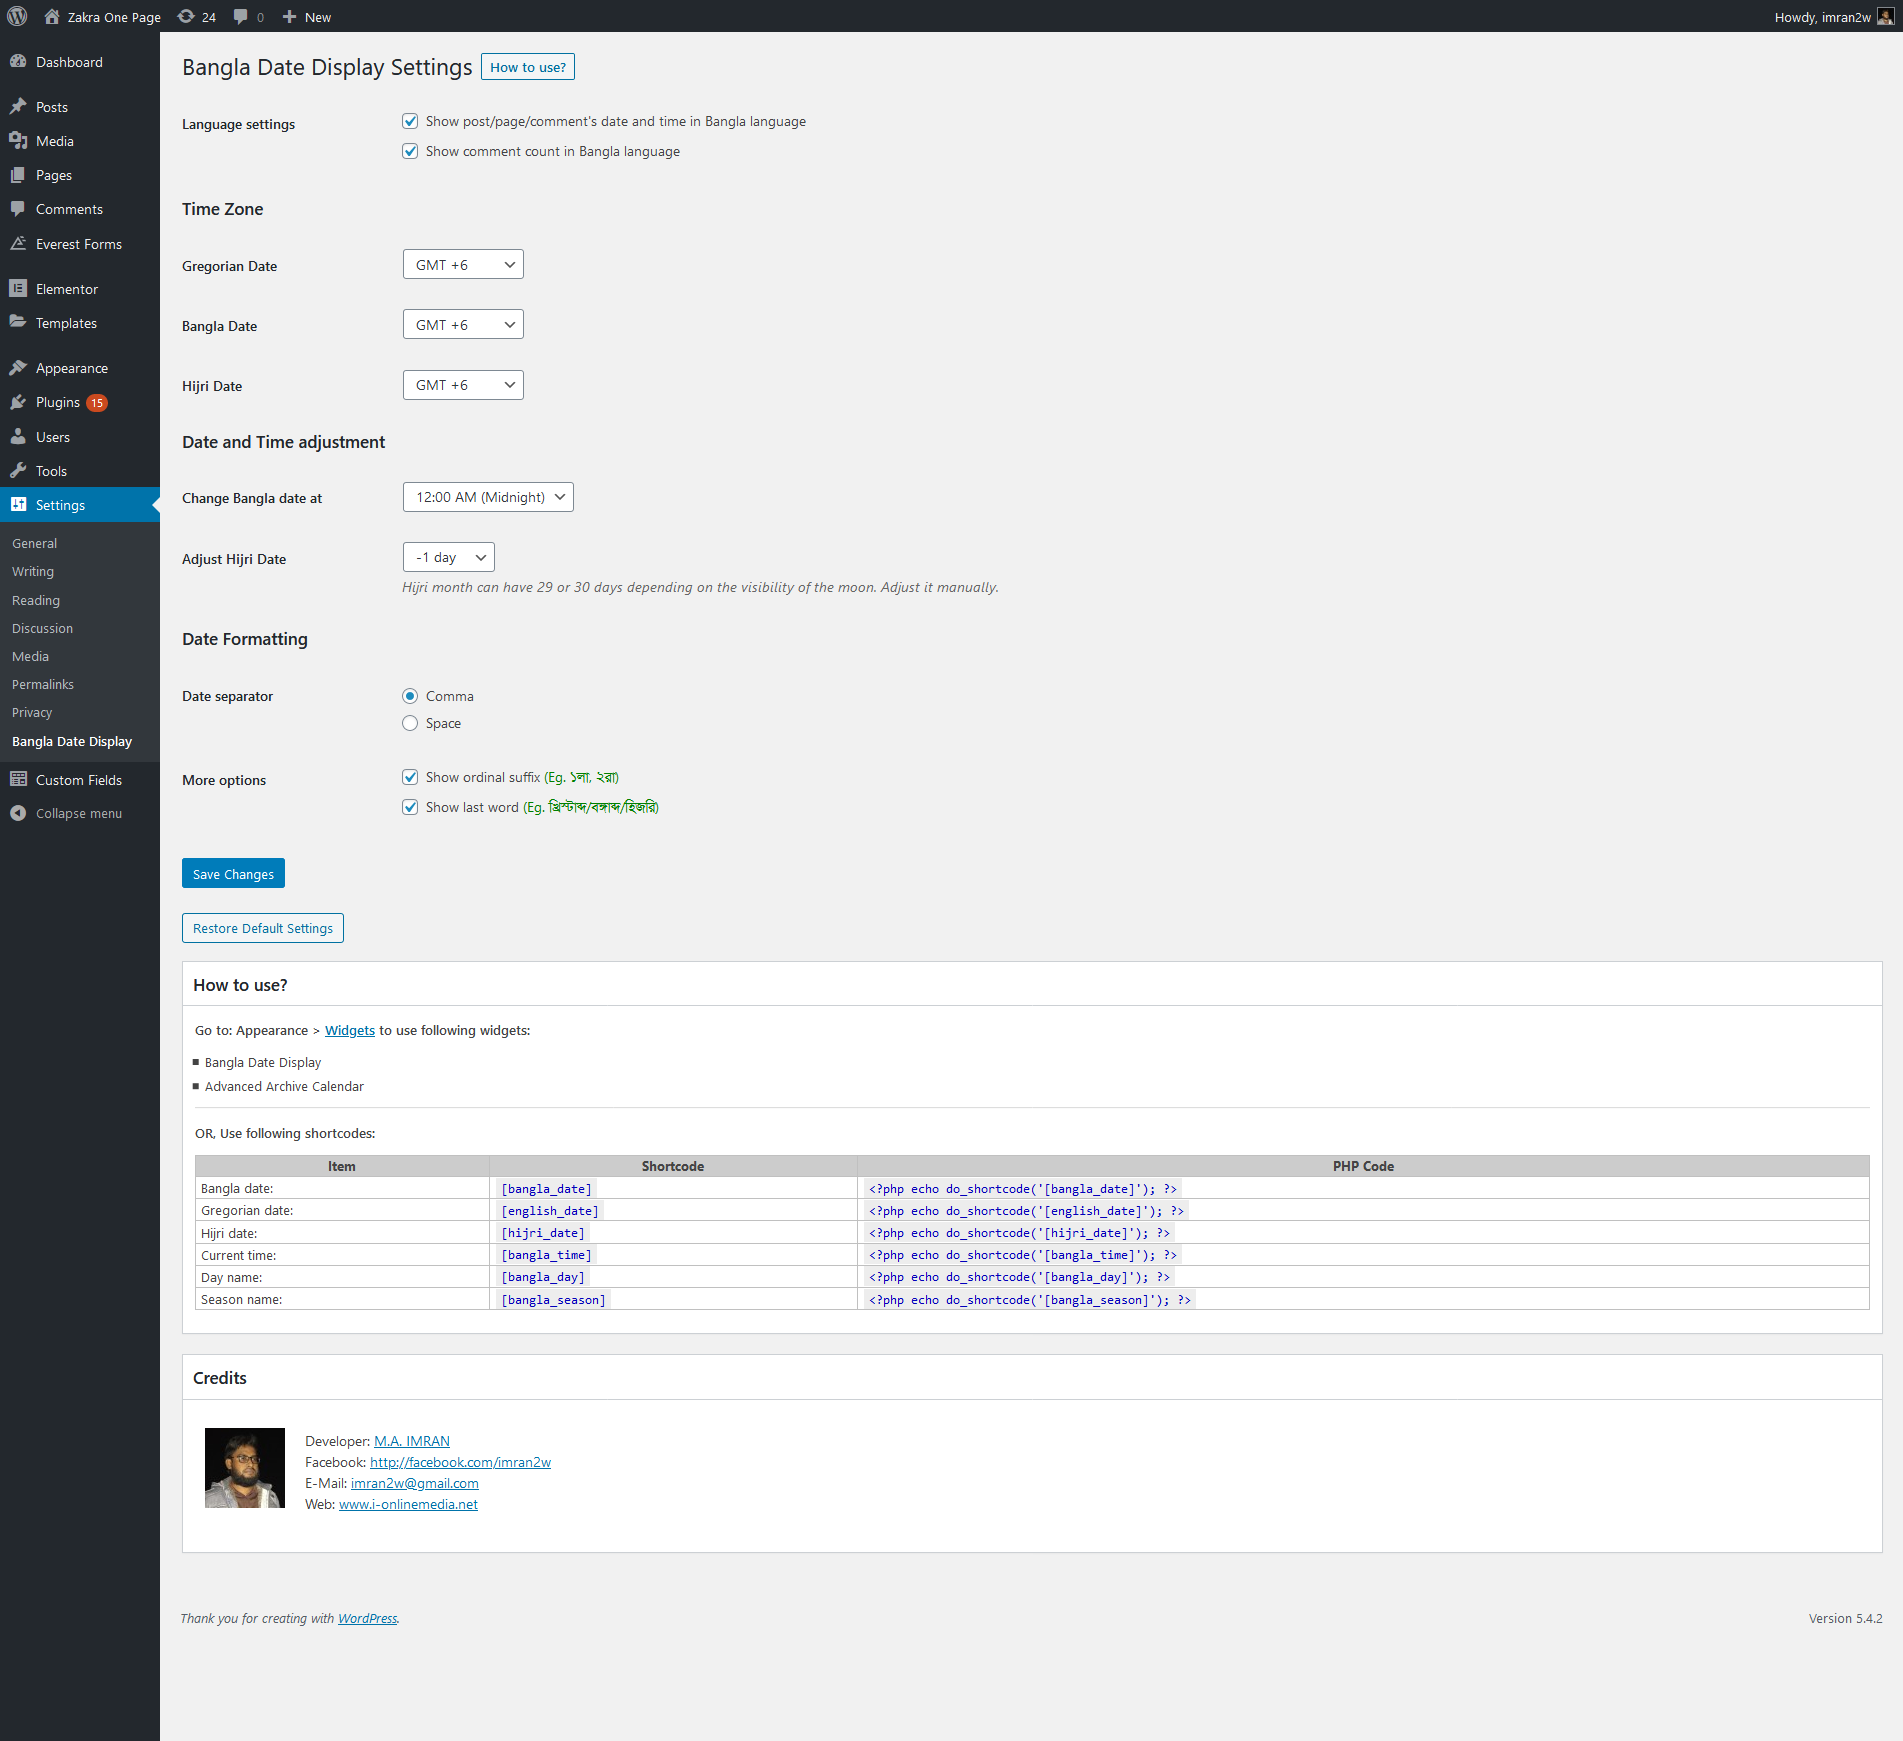 Zakra One Page 24 0 New
Howdy, imran2w
Dashboard
Posts
Media
Pages
Comments
Everest Forms
Elementor
Templates
Appearance
Plugins 15
Users
Tools
Settings
General
Writing
Reading
Discussion
Media
Permalinks
Privacy
Bangla Date Display
Custom Fields
Collapse menu
Bangla Date Display Settings How to use?
Language settings
Show post/page/comment's date and time in Bangla language
Show comment count in Bangla language
Time Zone
Gregorian Date GMT +6
Bangla Date GMT +6
Hijri Date GMT +6
Date and Time adjustment
Change Bangla date at 12:00 AM (Midnight)
Adjust Hijri Date -1 day
Hijri month can have 29 or 30 days depending on the visibility of the moon. Adjust it manually.
Date Formatting
Date separator Comma
Space
More options Show ordinal suffix (Eg. ১লা, ২রা)
Show last word (Eg. খ্রিস্টাব্দ/বঙ্গাব্দ/হিজরি)
Save Changes
Restore Default Settings
How to use?
Go to: Appearance > Widgets to use following widgets:
Bangla Date Display
Advanced Archive Calendar
OR, Use following shortcodes:
Item Shortcode PHP Code
Bangla date: [bangla_date] <?php echo do_shortcode('[bangla_date]'); ?>
Gregorian date: [english_date] <?php echo do_shortcode('[english_date]'); ?>
Hijri date: [hijri_date] <?php echo do_shortcode('[hijri_date]'); ?>
Current time: [bangla_time] <?php echo do_shortcode('[bangla_time]'); ?>
Day name: [bangla_day] <?php echo do_shortcode('[bangla_day]'); ?>
Season name: [bangla_season] <?php echo do_shortcode('[bangla_season]'); ?>
Credits
Developer: M.A. IMRAN
Facebook: http://facebook.com/imran2w
E-Mail: imran2w@gmail.com
Web: www.i-onlinemedia.net
Thank you for creating with WordPress.
Version 5.4.2